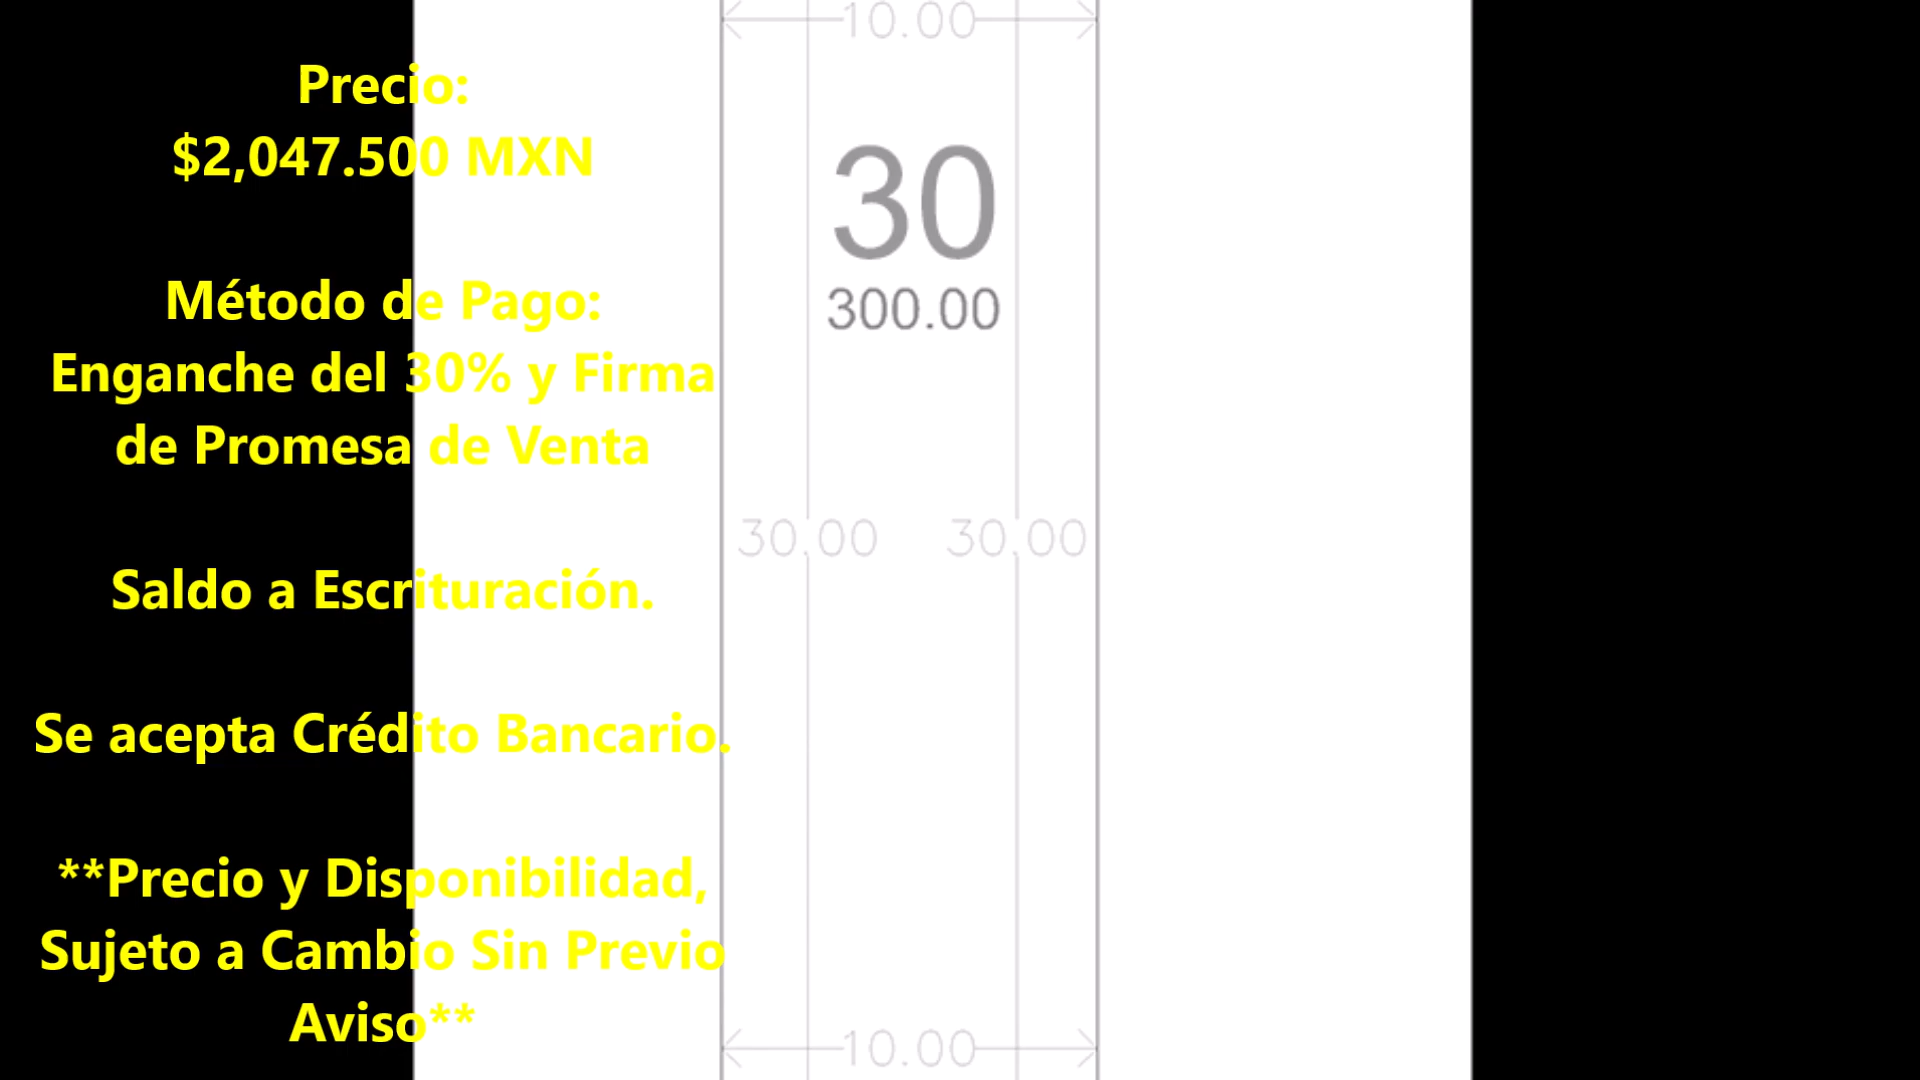 Precio:
$2,047.500 MXN
Método de Pago:
Enganche del 30% y Firma
de Promesa de Venta
Saldo a Escrituración.
Se acepta Crédito Bancario.
**Precio y Disponibilidad,
Sujeto a Cambio Sin Previo
Aviso**
10.00
30
300.00
30.00 30.00
10.00